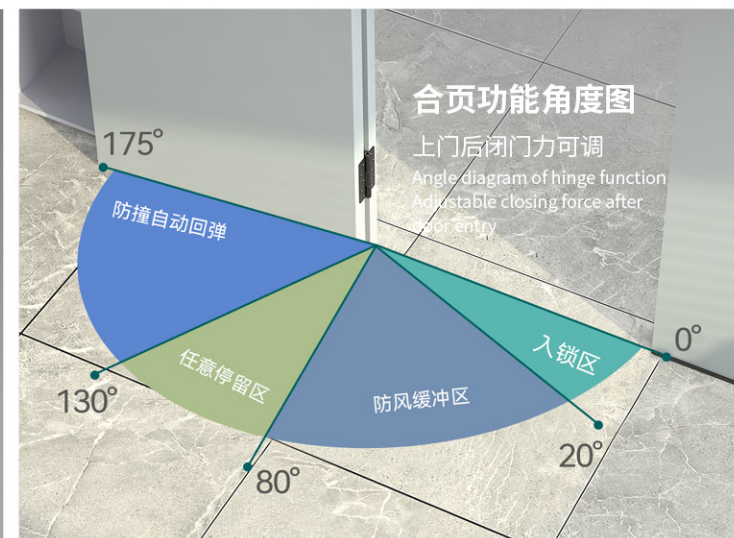 合页功能角度图
上门后闭门力可调
Angle diagram of hinge function
Adjustable closing force after
door entry
175°
防撞自动回弹
0°
入锁区
任意停留区
防风缓冲区
130°
20°
80°